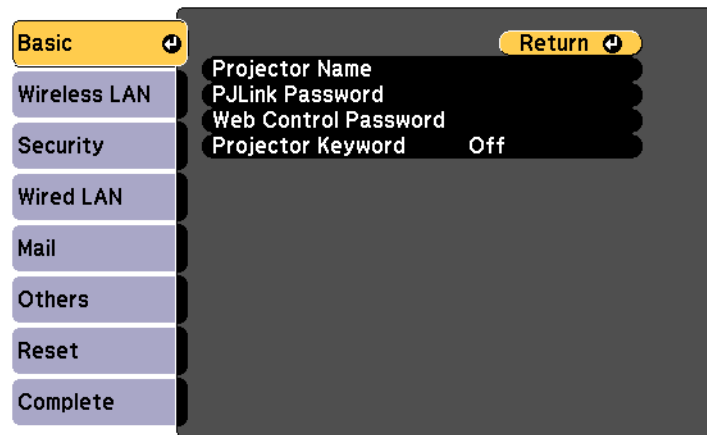 Basic
Wireless LAN
Security
Wired LAN
Mail
Others
Reset
Complete
Return
Projector Name
PJLink Password
Web Control Password
Projector Keyword Off